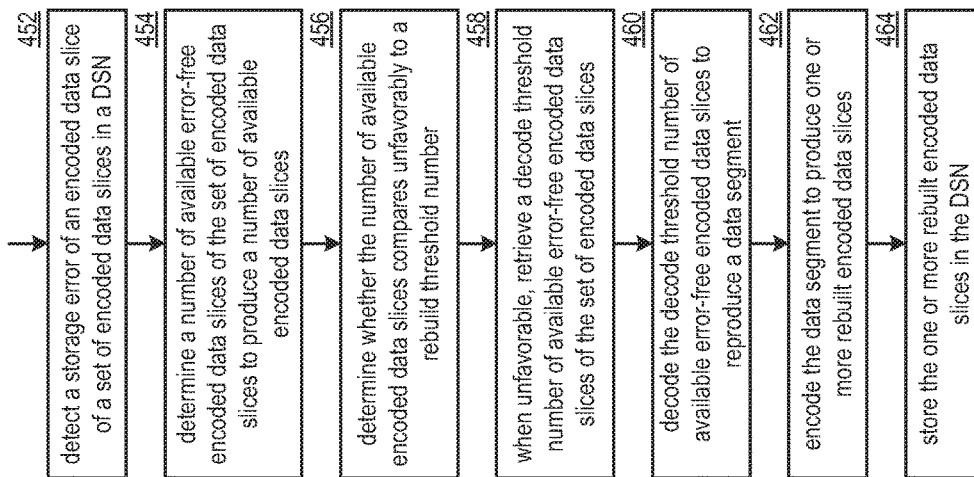 452
detect a storage error of an encoded data slice
of a set of encoded data slices in a DSN
454
determine a number of available error-free
encoded data slices of the set of encoded data
slices to produce a number of available
encoded data slices
456
determine whether the number of available
encoded data slices compares unfavorably to a
rebuild threshold number
458
when unfavorable, retrieve a decode threshold
number of available error-free encoded data
slices of the set of encoded data slices
460
decode the decode threshold number of
available error-free encoded data slices to
reproduce a data segment
462
encode the data segment to produce one or
more rebuilt encoded data slices
464
store the one or more rebuilt encoded data
slices in the DSN